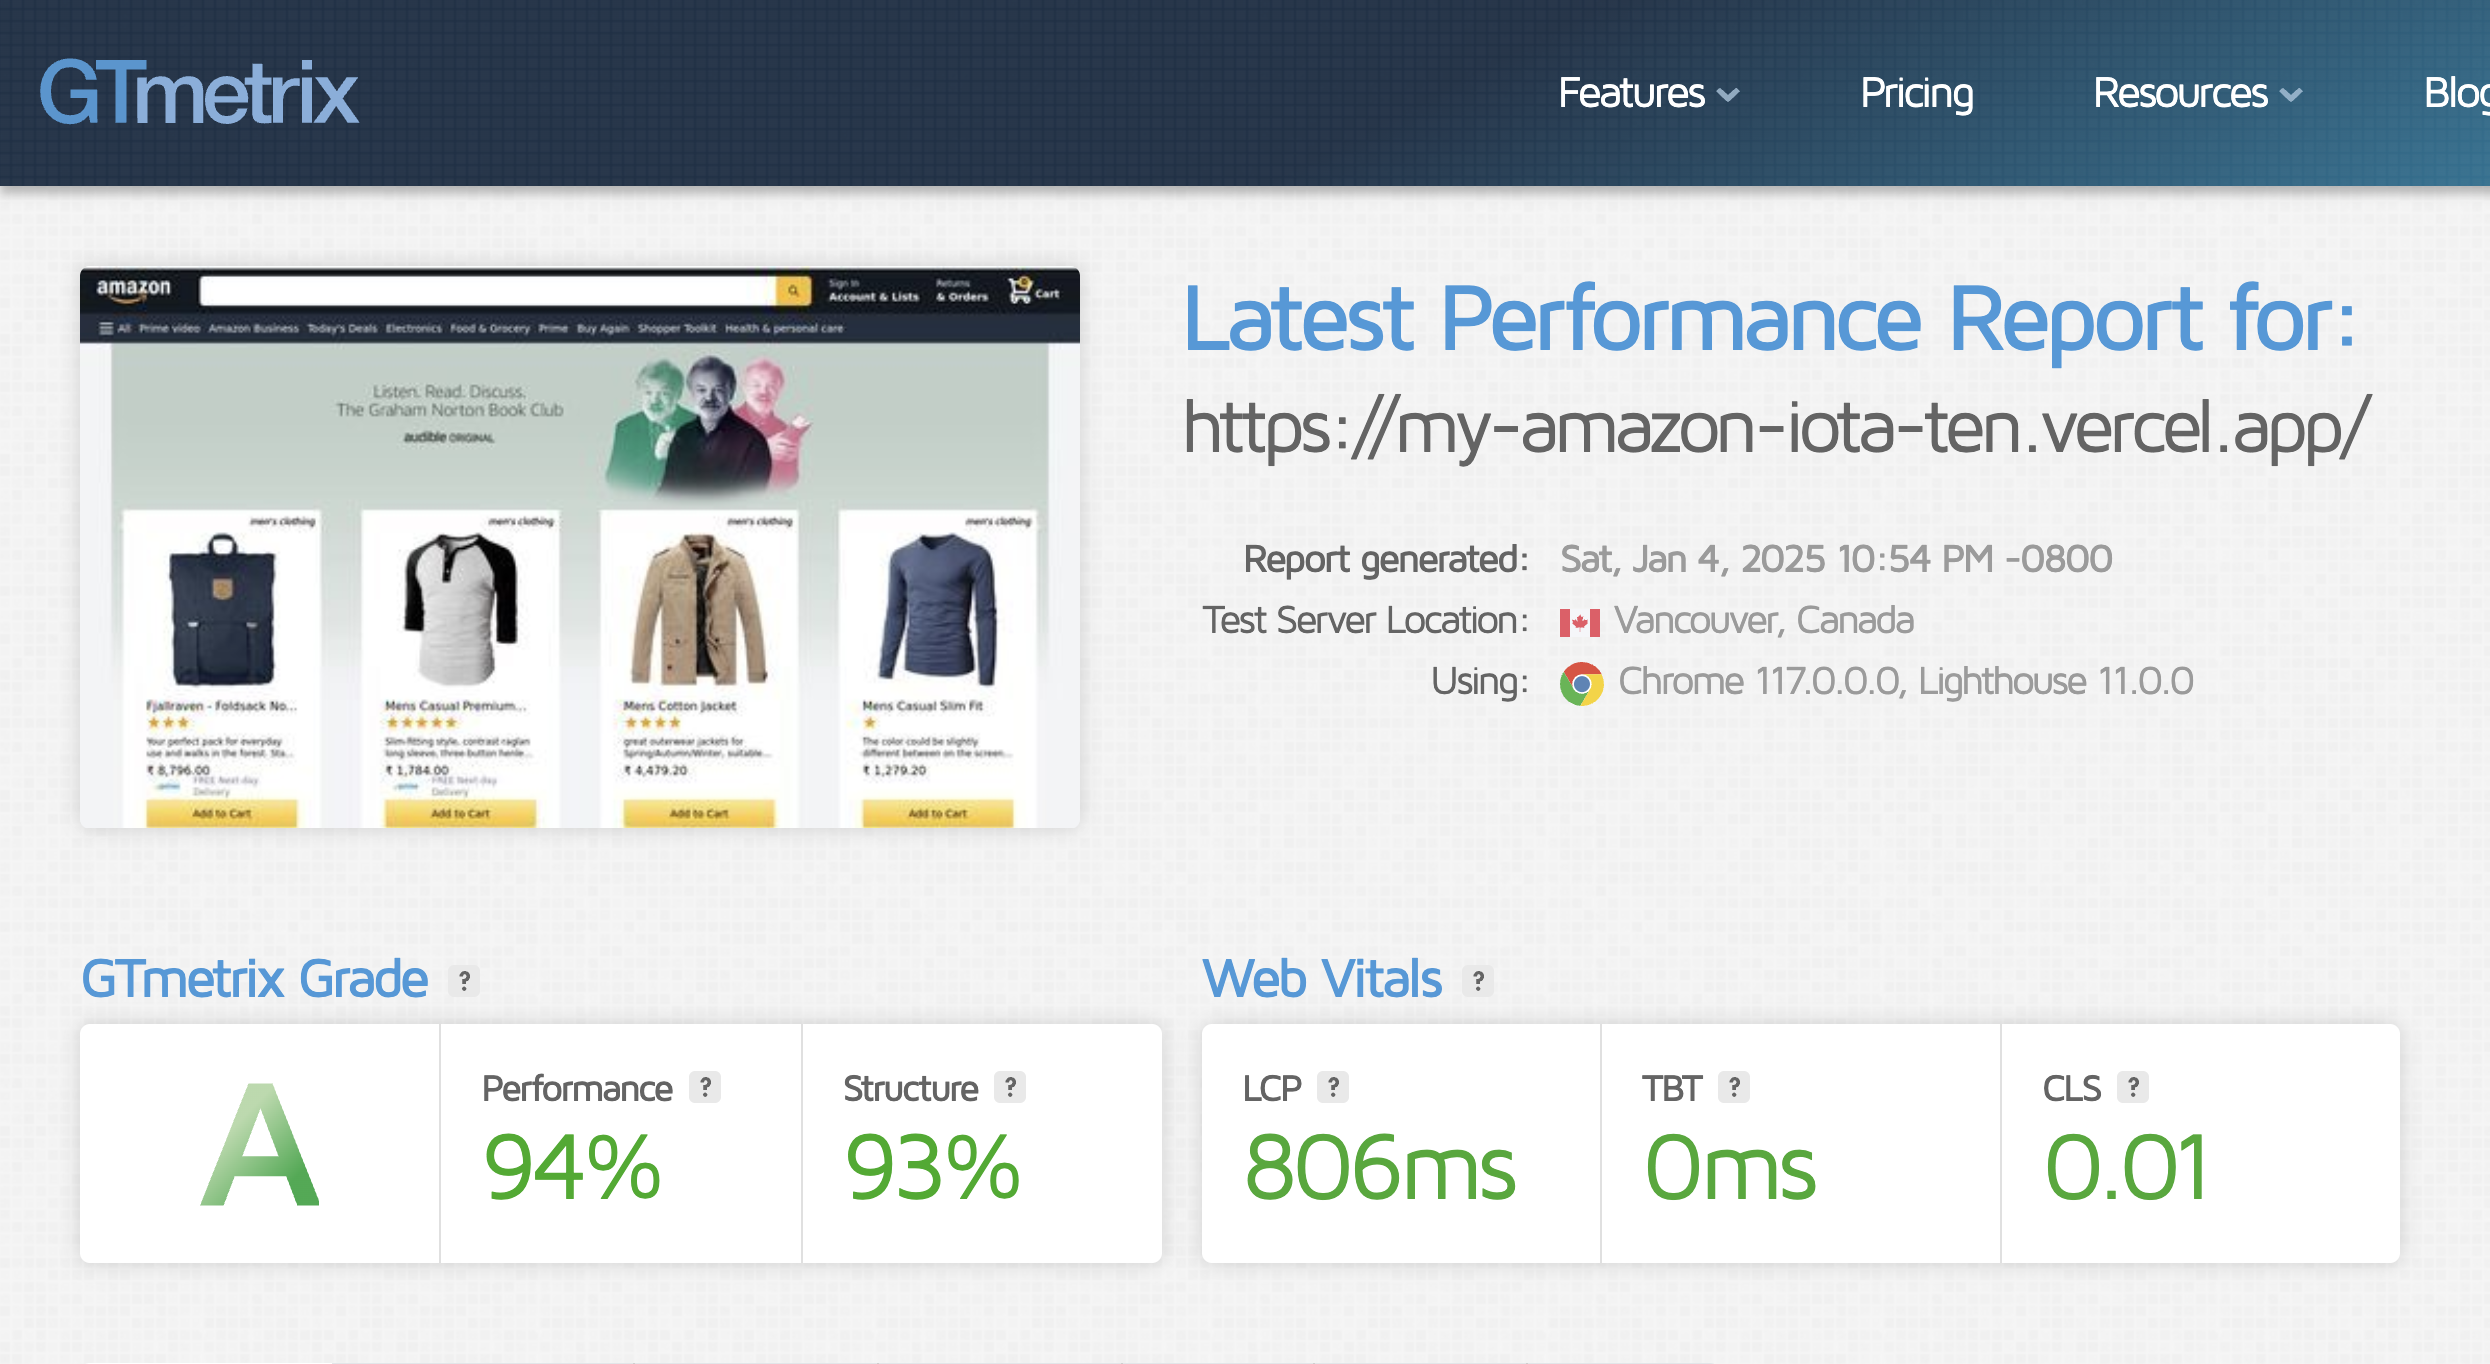 GTmetrix
Features
Pricing
Resources
Blog
amazon
Sign In
Account & Lists
Returns
& Orders
Cart
All Prime video Amazon Business Today's Deals Electronics Food & Grocery Prime Buy Again Shopper Toolkit Health & personal care
Listen. Read. Discuss.
The Graham Norton Book Club
audible ORIGINAL
men's clothing
men's clothing
men's clothing
men's clothing
Fjallraven - Foldsack No...
Your perfect pack for everyday
use and walks in the forest. Sta...
₹ 8,796.00
FREE Next-day
Delivery
Add to Cart
Mens Casual Premium...
Slim-fitting style, contrast raglan
long sleeve, three-button henle...
₹ 1,784.00
FREE Next-day
Delivery
Add to Cart
Mens Cotton Jacket
great outerwear jackets for
Spring/Autumn/Winter, suitable...
₹ 4,479.20
Add to Cart
Mens Casual Slim Fit
The color could be slightly
different between on the screen...
₹ 1,279.20
Add to Cart
Latest Performance Report for:
https://my-amazon-iota-ten.vercel.app/
Report generated: Sat, Jan 4, 2025 10:54 PM -0800
Test Server Location: Vancouver, Canada
Using: Chrome 117.0.0.0, Lighthouse 11.0.0
GTmetrix Grade ?
A
Performance ?
94%
Structure ?
93%
Web Vitals ?
LCP ?
806ms
TBT ?
0ms
CLS ?
0.01